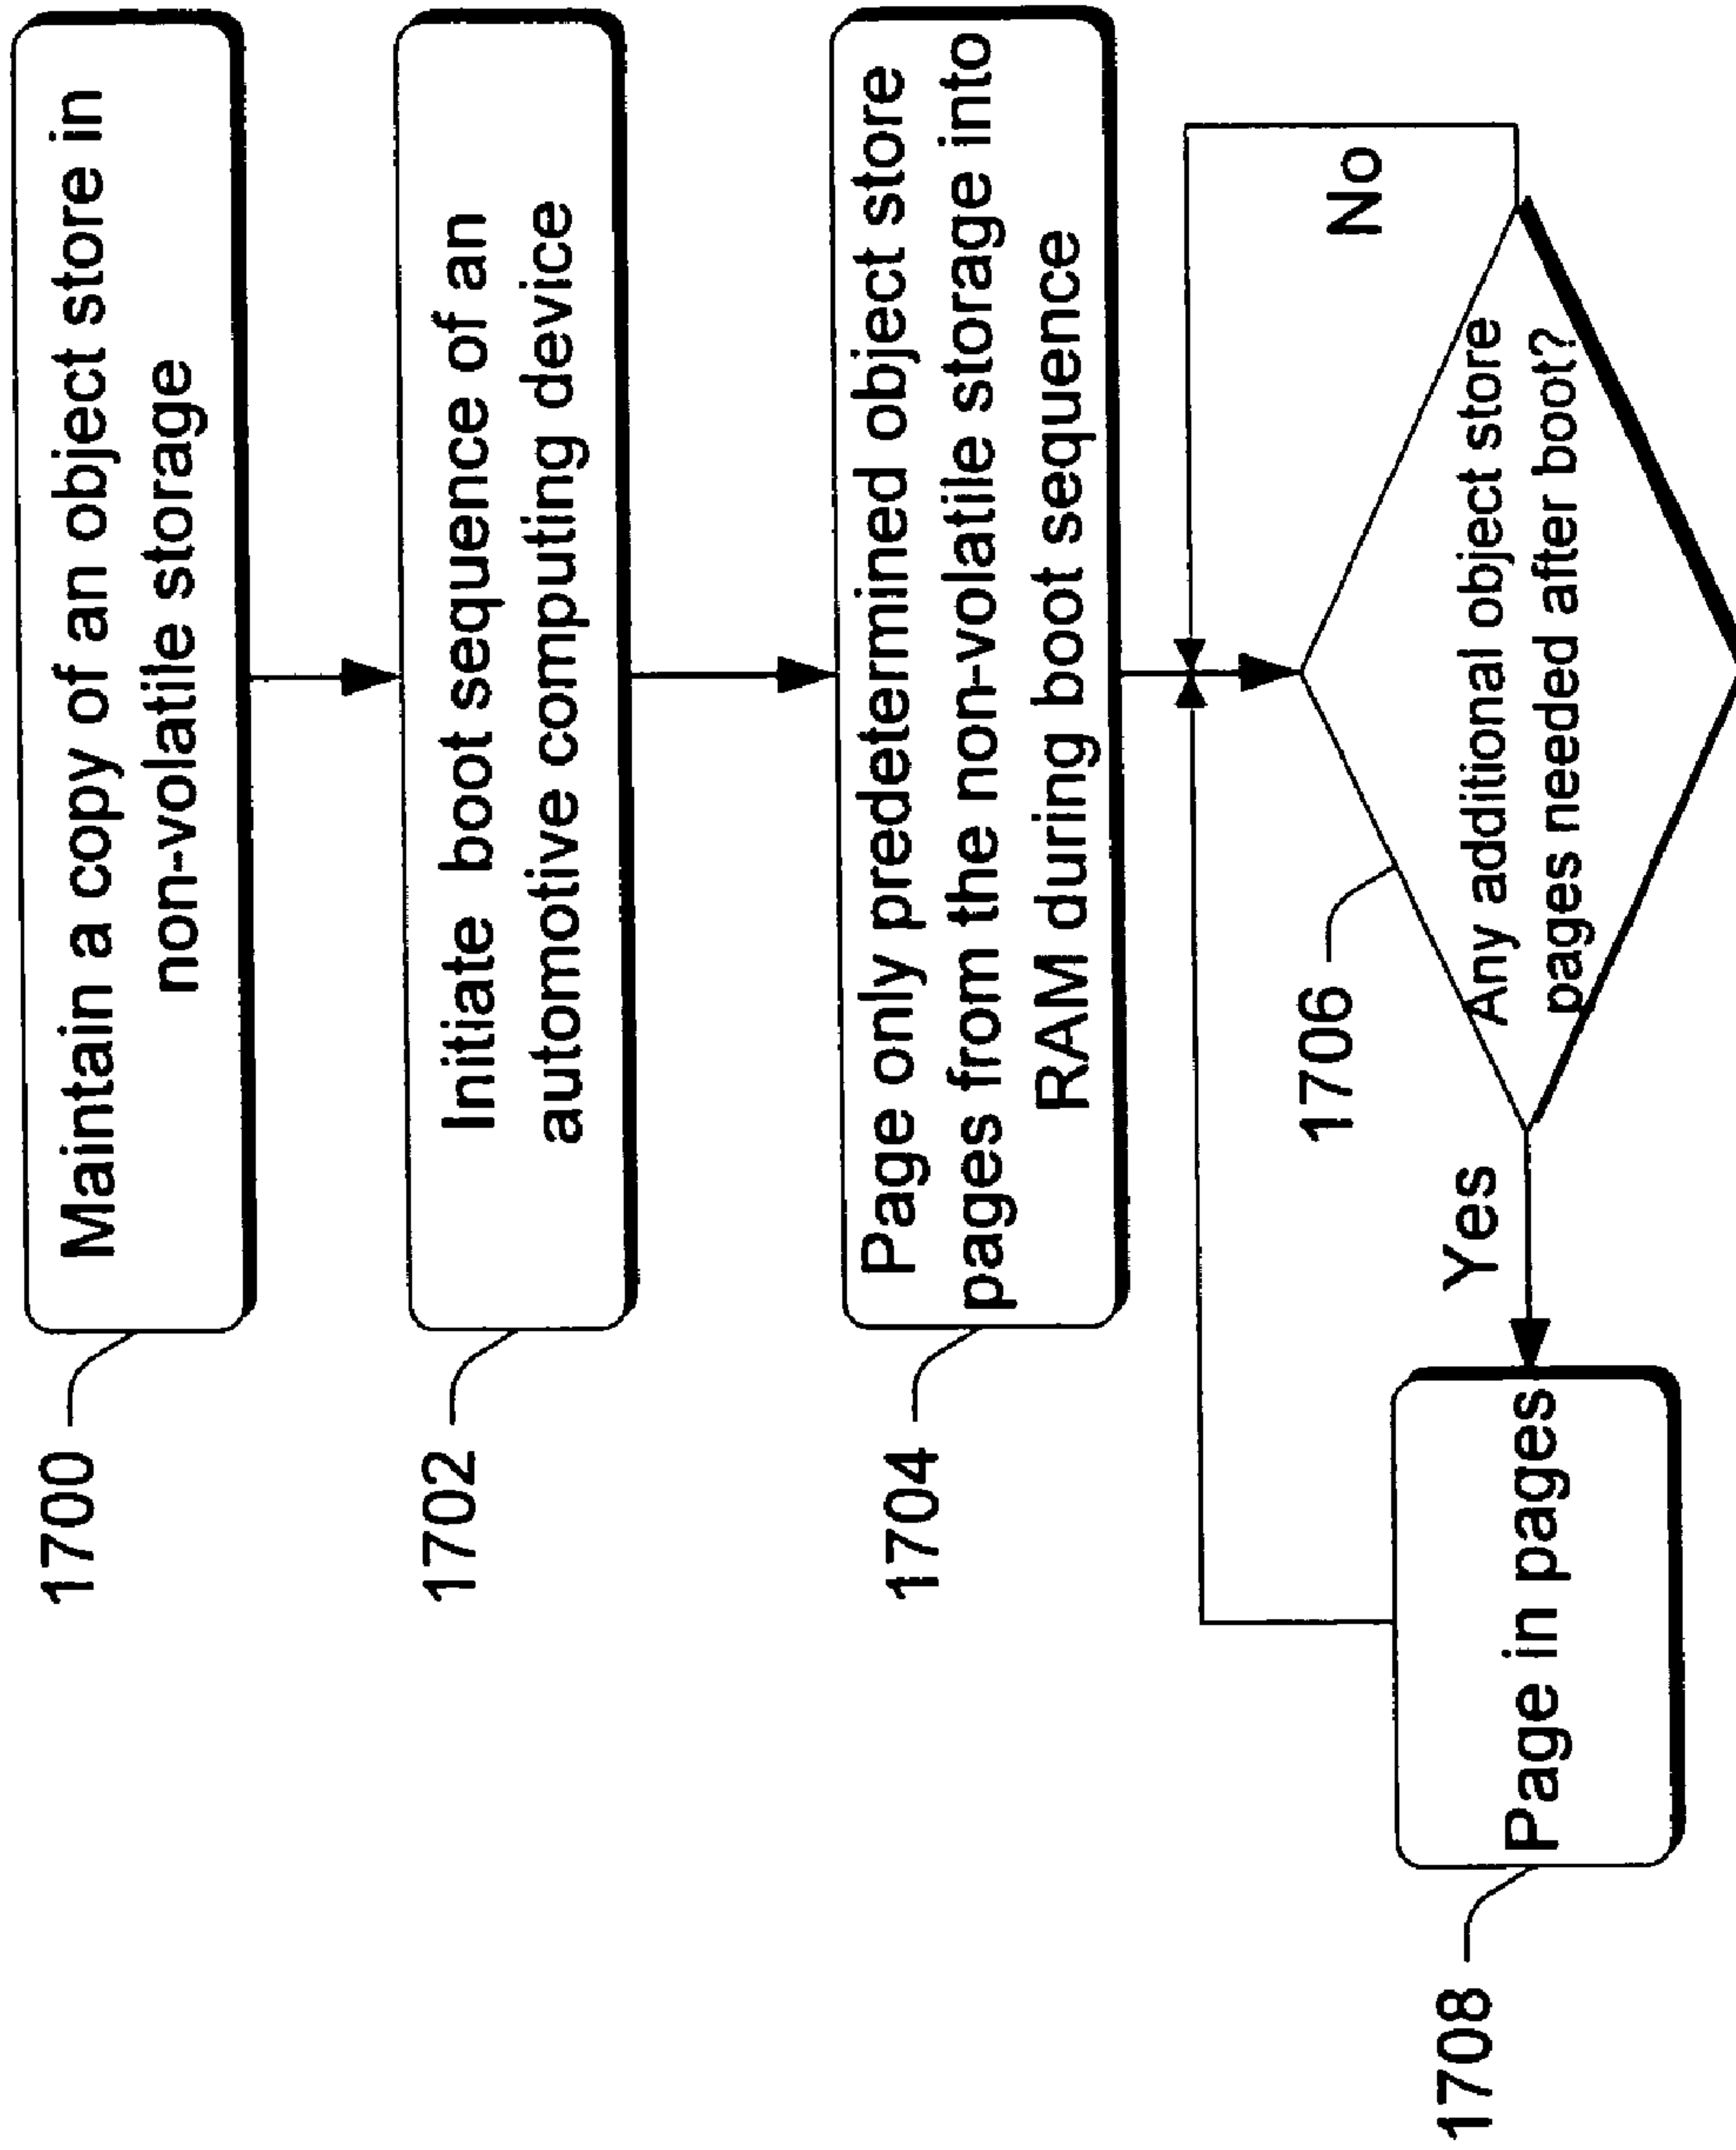 1700
Maintain a copy of an object store in
non-volatile storage
1702
Initiate boot sequence of an
automotive computing device
1704
Page only predetermined object store
pages from the non-volatile storage into
RAM during boot sequence
1706
Any additional object store
pages needed after boot?
No
Yes
1708
Page in pages